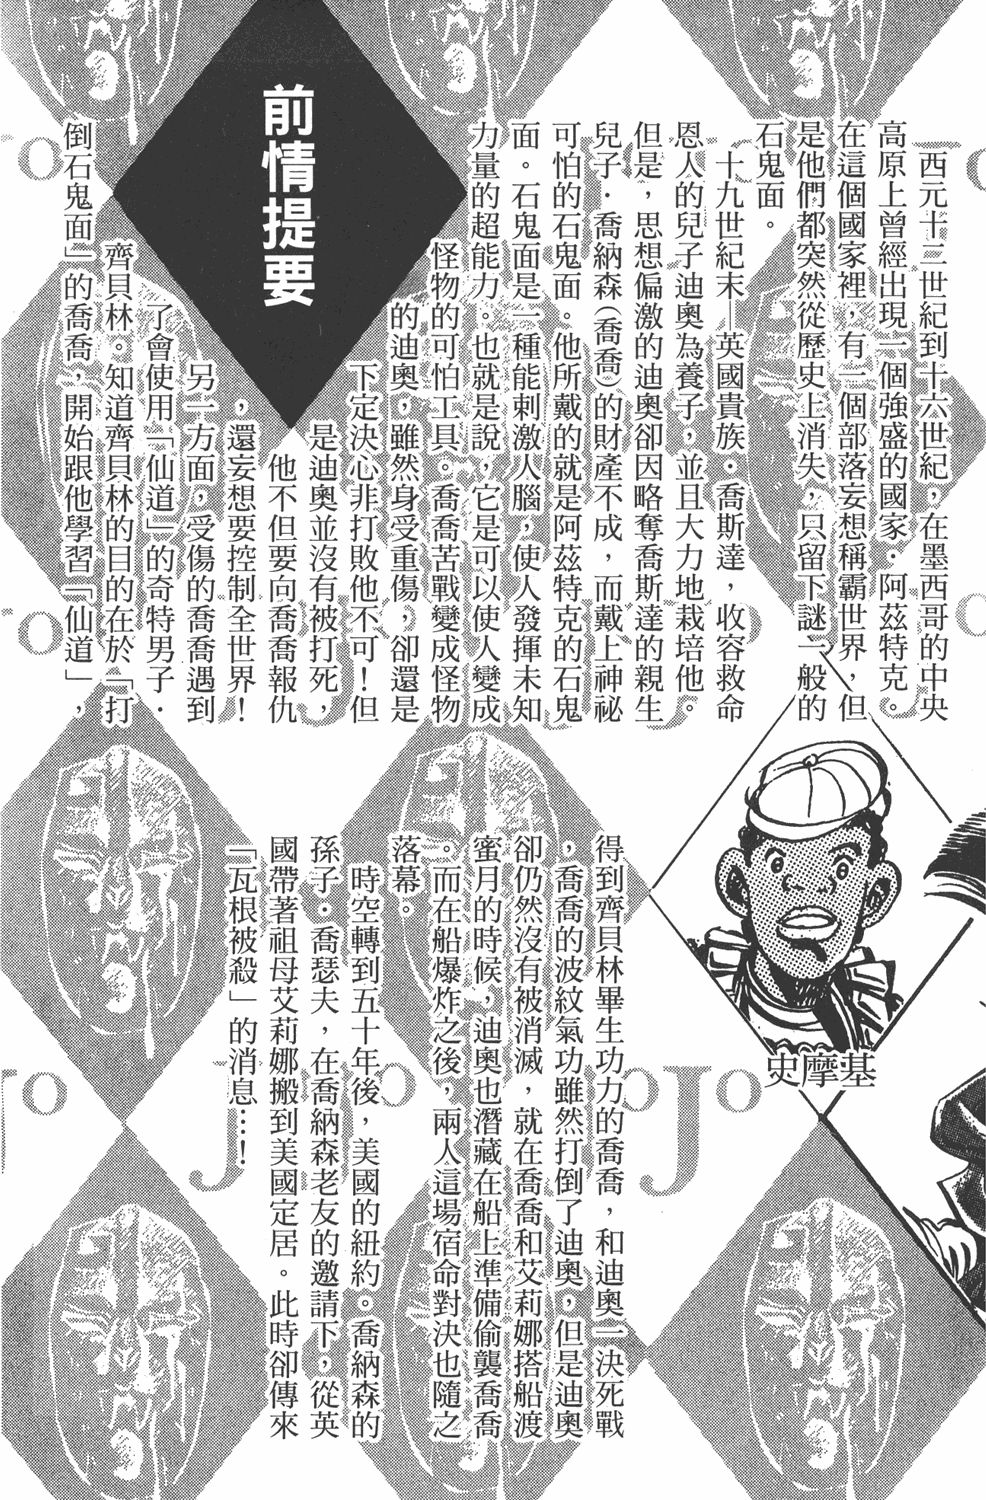 前情提要
西元十三世紀到十六世紀，在墨西哥的中央
高原上曾經出現一個強盛的國家．阿茲特克。
在這個國家裡，有一個部落妄想稱霸世界，但
是他們都突然從歷史上消失，只留下謎一般的
石鬼面。
十九世紀末—英國貴族．喬斯達，收容救命
恩人的兒子迪奧為養子，並且大力地栽培他。
但是，思想偏激的迪奧卻因略奪喬斯達的親生
兒子．喬納森（喬喬）的財產不成，而戴上神祕
可怕的石鬼面。他所戴的就是阿茲特克的石鬼
面。石鬼面是一種能刺激人腦，使人發揮未知
力量的超能力。也就是說，它是可以使人變成
怪物的可怕工具。喬喬苦戰變成怪物
的迪奧，雖然身受重傷，卻還是
下定決心非打敗他不可！但
是迪奧並沒有被打死，
他不但要向喬喬報仇
，還妄想要控制全世界！
另一方面，受傷的喬喬遇到
了會使用「仙道」的奇特男子．
齊貝林。知道齊貝林的目的在於「打
倒石鬼面」的喬喬，開始跟他學習「仙道」，
得到齊貝林畢生功力的喬喬，和迪奧一決死戰
，喬喬的波紋氣功雖然打倒了迪奧，但是迪奧
卻仍然沒有被消滅，就在喬喬和艾莉娜搭船渡
蜜月的時候，迪奧也潛藏在船上準備偷襲喬喬
。而在船爆炸之後，兩人這場宿命對決也隨之
落幕。
時空轉到五十年後，美國的紐約。喬納森的
孫子．喬瑟夫，在喬納森老友的邀請下，從英
國帶著祖母艾莉娜搬到美國定居。此時卻傳來
「瓦根被殺」的消息…！
史摩基